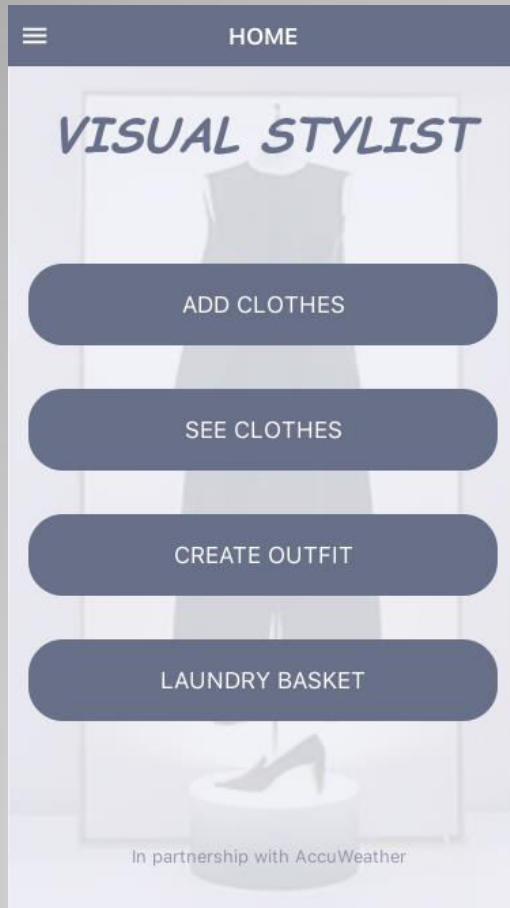 HOME
VISUAL STYLIST
ADD CLOTHES
SEE CLOTHES
CREATE OUTFIT
LAUNDRY BASKET
In partnership with AccuWeather